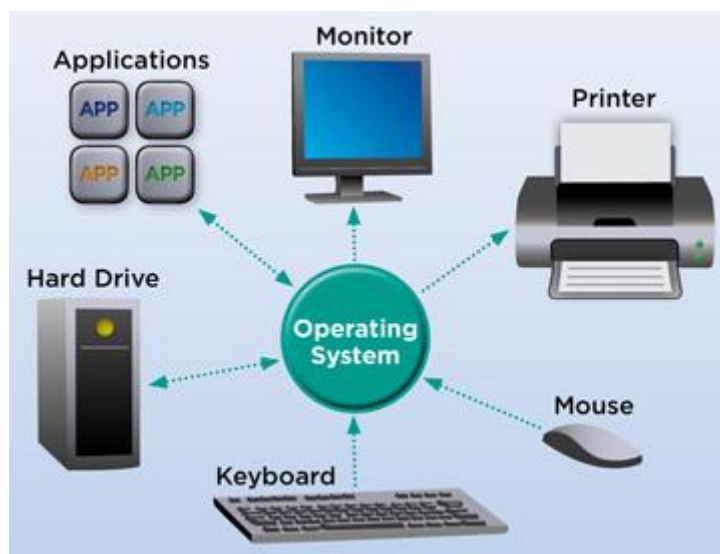 Monitor
Applications
Printer
APP APP
APP APP
Hard Drive
Operating
System
Mouse
Keyboard